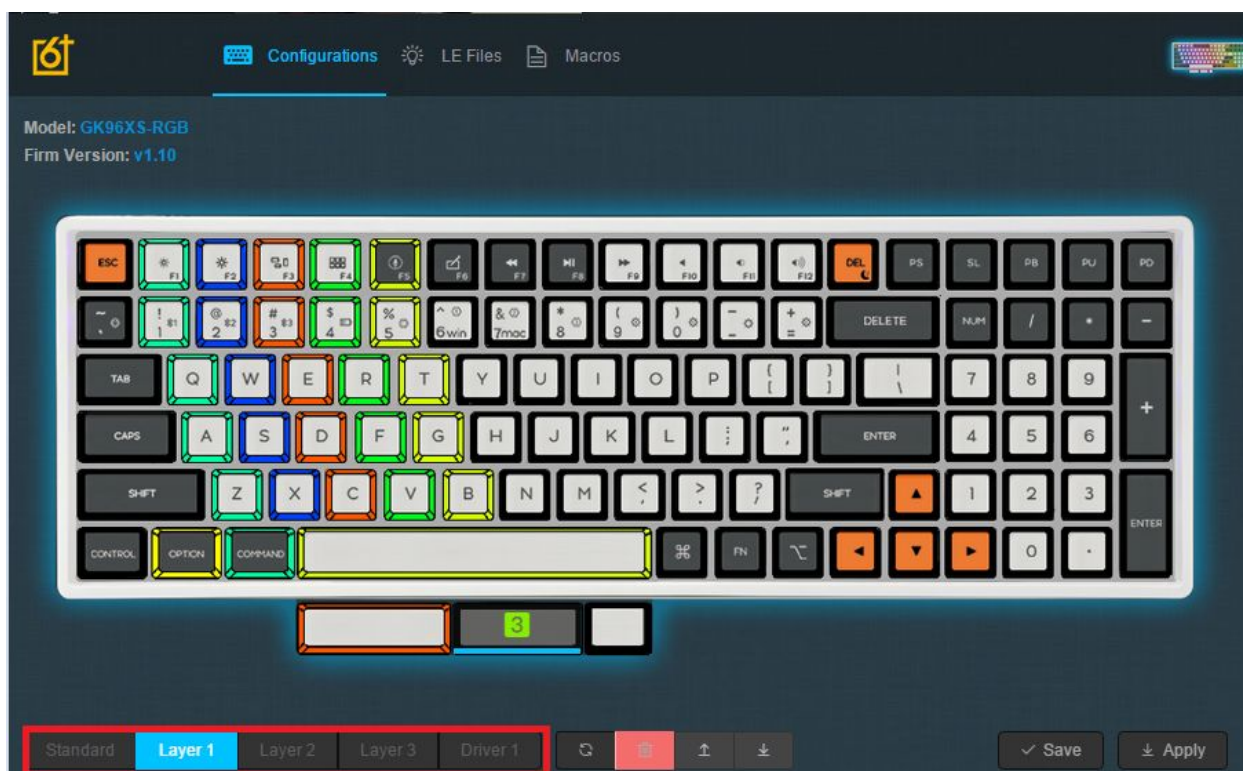 Configurations LE Files Macros
Model: GK96XS-RGB
Firm Version: v1.10
ESC F1 F2 F3 F4 F5 F6 F7 F8 F9 F10 F11 F12 DEL PS SL PB PU PD
~ ` ! 1 @ 2 # 3 $ 4 % 5 ^ 6win & 7mac * 8 ( 9 ) 0 - _ + = DELETE NUM / * -
TAB Q W E R T Y U I O P { [ } ] | \ 7 8 9
+
CAPS A S D F G H J K L : ; " , ENTER 4 5 6
SHIFT Z X C V B N M < , > . ? / SHIFT ▲ 1 2 3
ENTER
CONTROL OPTION COMMAND ⌘ FN ⌥ ◄ ▼ ► 0 .
3
Standard Layer 1 Layer 2 Layer 3 Driver 1 Save Apply